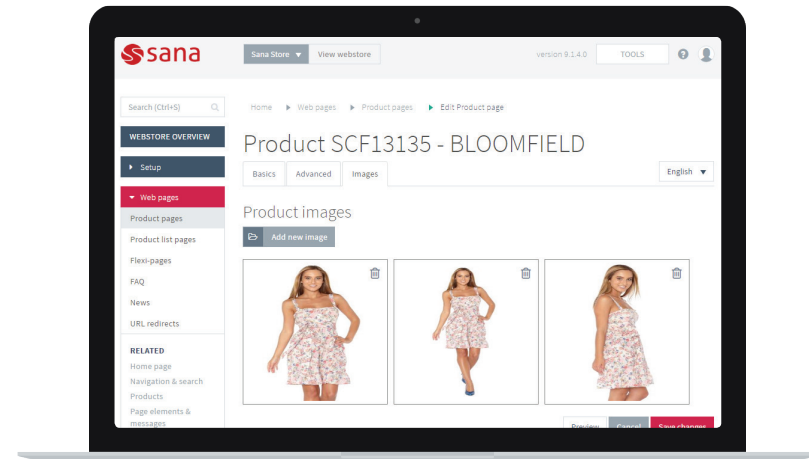 sana
Sana Store View webstore
version 9.1.4.0
TOOLS
Search (Ctrl+S)
Home Web pages Product pages Edit Product page
WEBSTORE OVERVIEW
Setup
Web pages
Product pages
Product list pages
Flexi-pages
FAQ
News
URL redirects
RELATED
Home page
Navigation & search
Products
Page elements &
messages
Product SCF13135 - BLOOMFIELD
Basics Advanced Images
English
Product images
Add new image
Preview Cancel Save changes